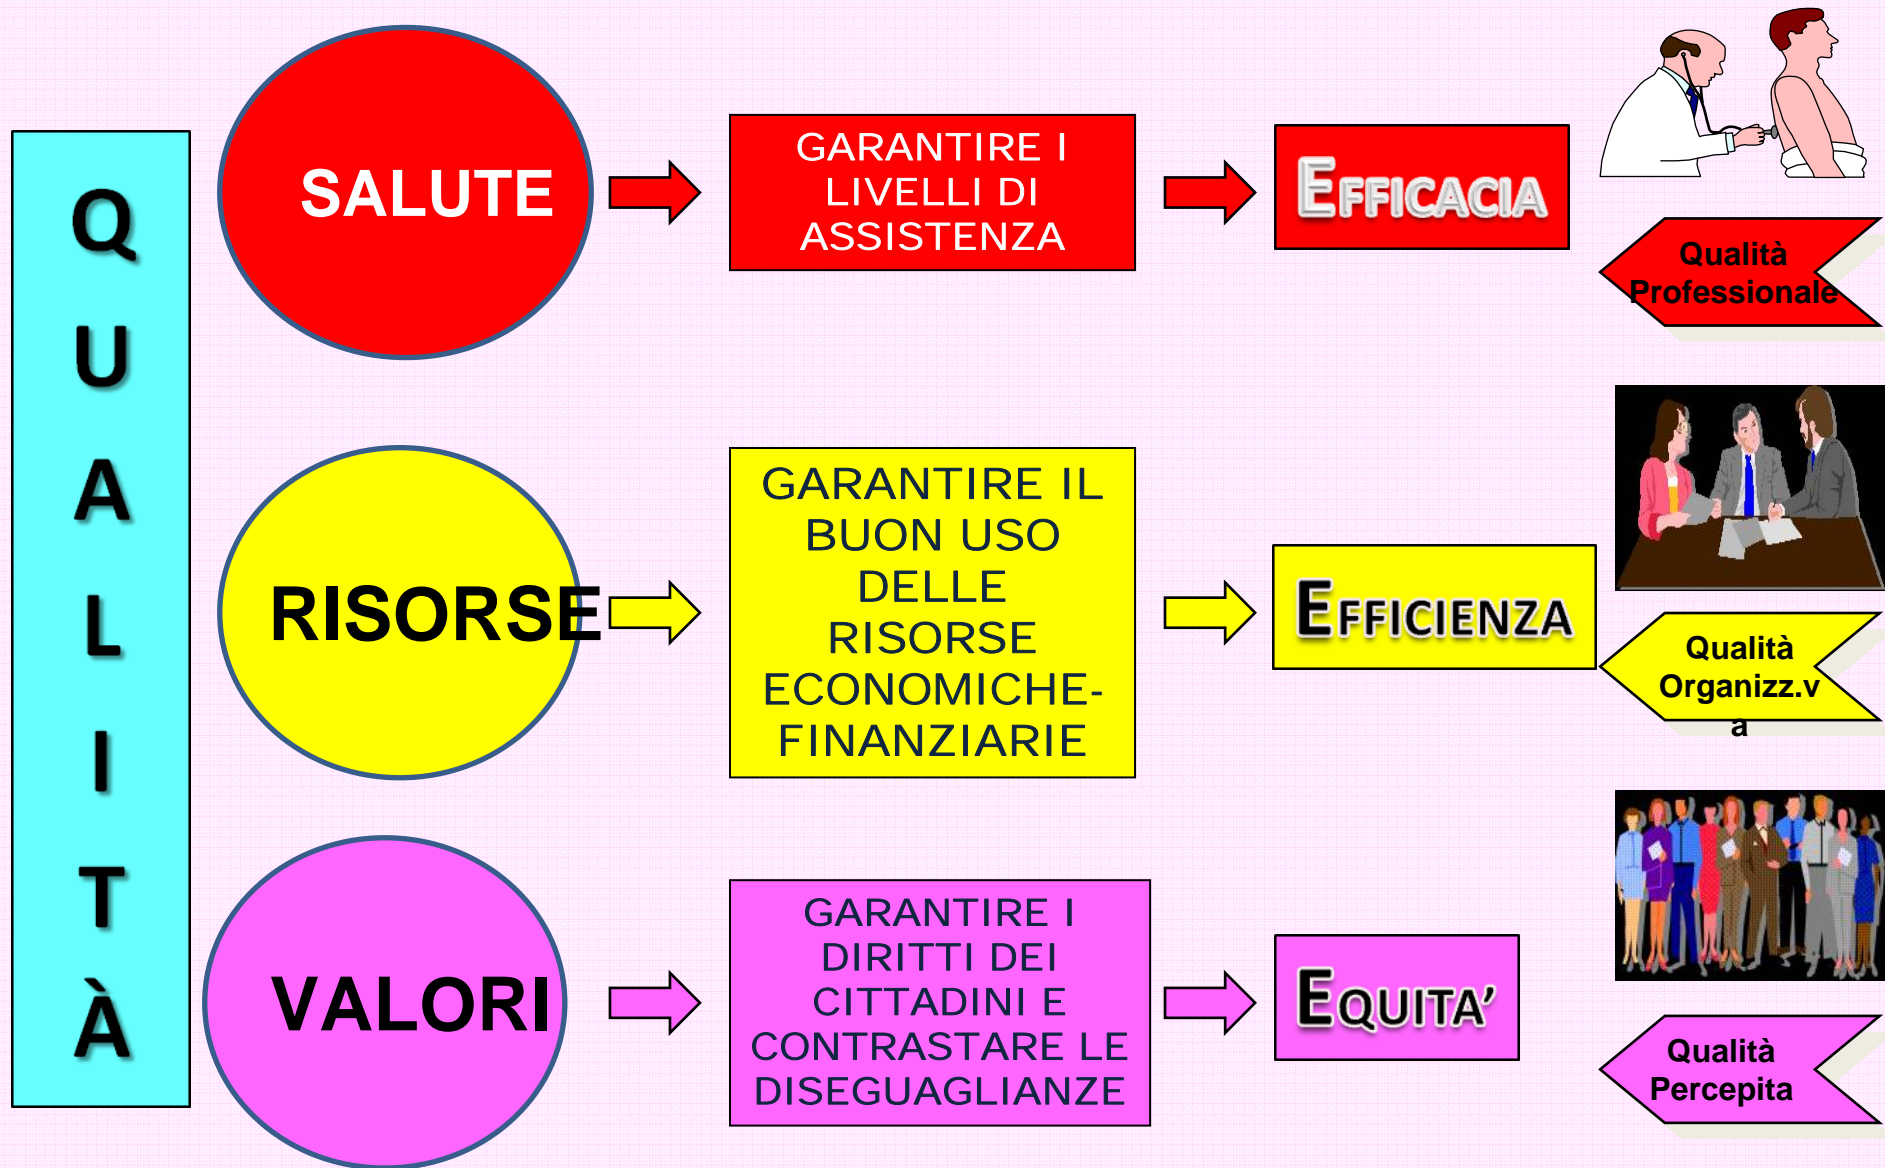 Q
U
A
L
I
T
À
SALUTE
GARANTIRE I
LIVELLI DI
ASSISTENZA
EFFICACIA
Qualità
Professionale
RISORSE
GARANTIRE IL
BUON USO
DELLE
RISORSE
ECONOMICHE-
FINANZIARIE
EFFICIENZA
Qualità
Organizz.v
a
VALORI
GARANTIRE I
DIRITTI DEI
CITTADINI E
CONTRASTARE LE
DISEGUAGLIANZE
EQUITA’
Qualità
Percepita